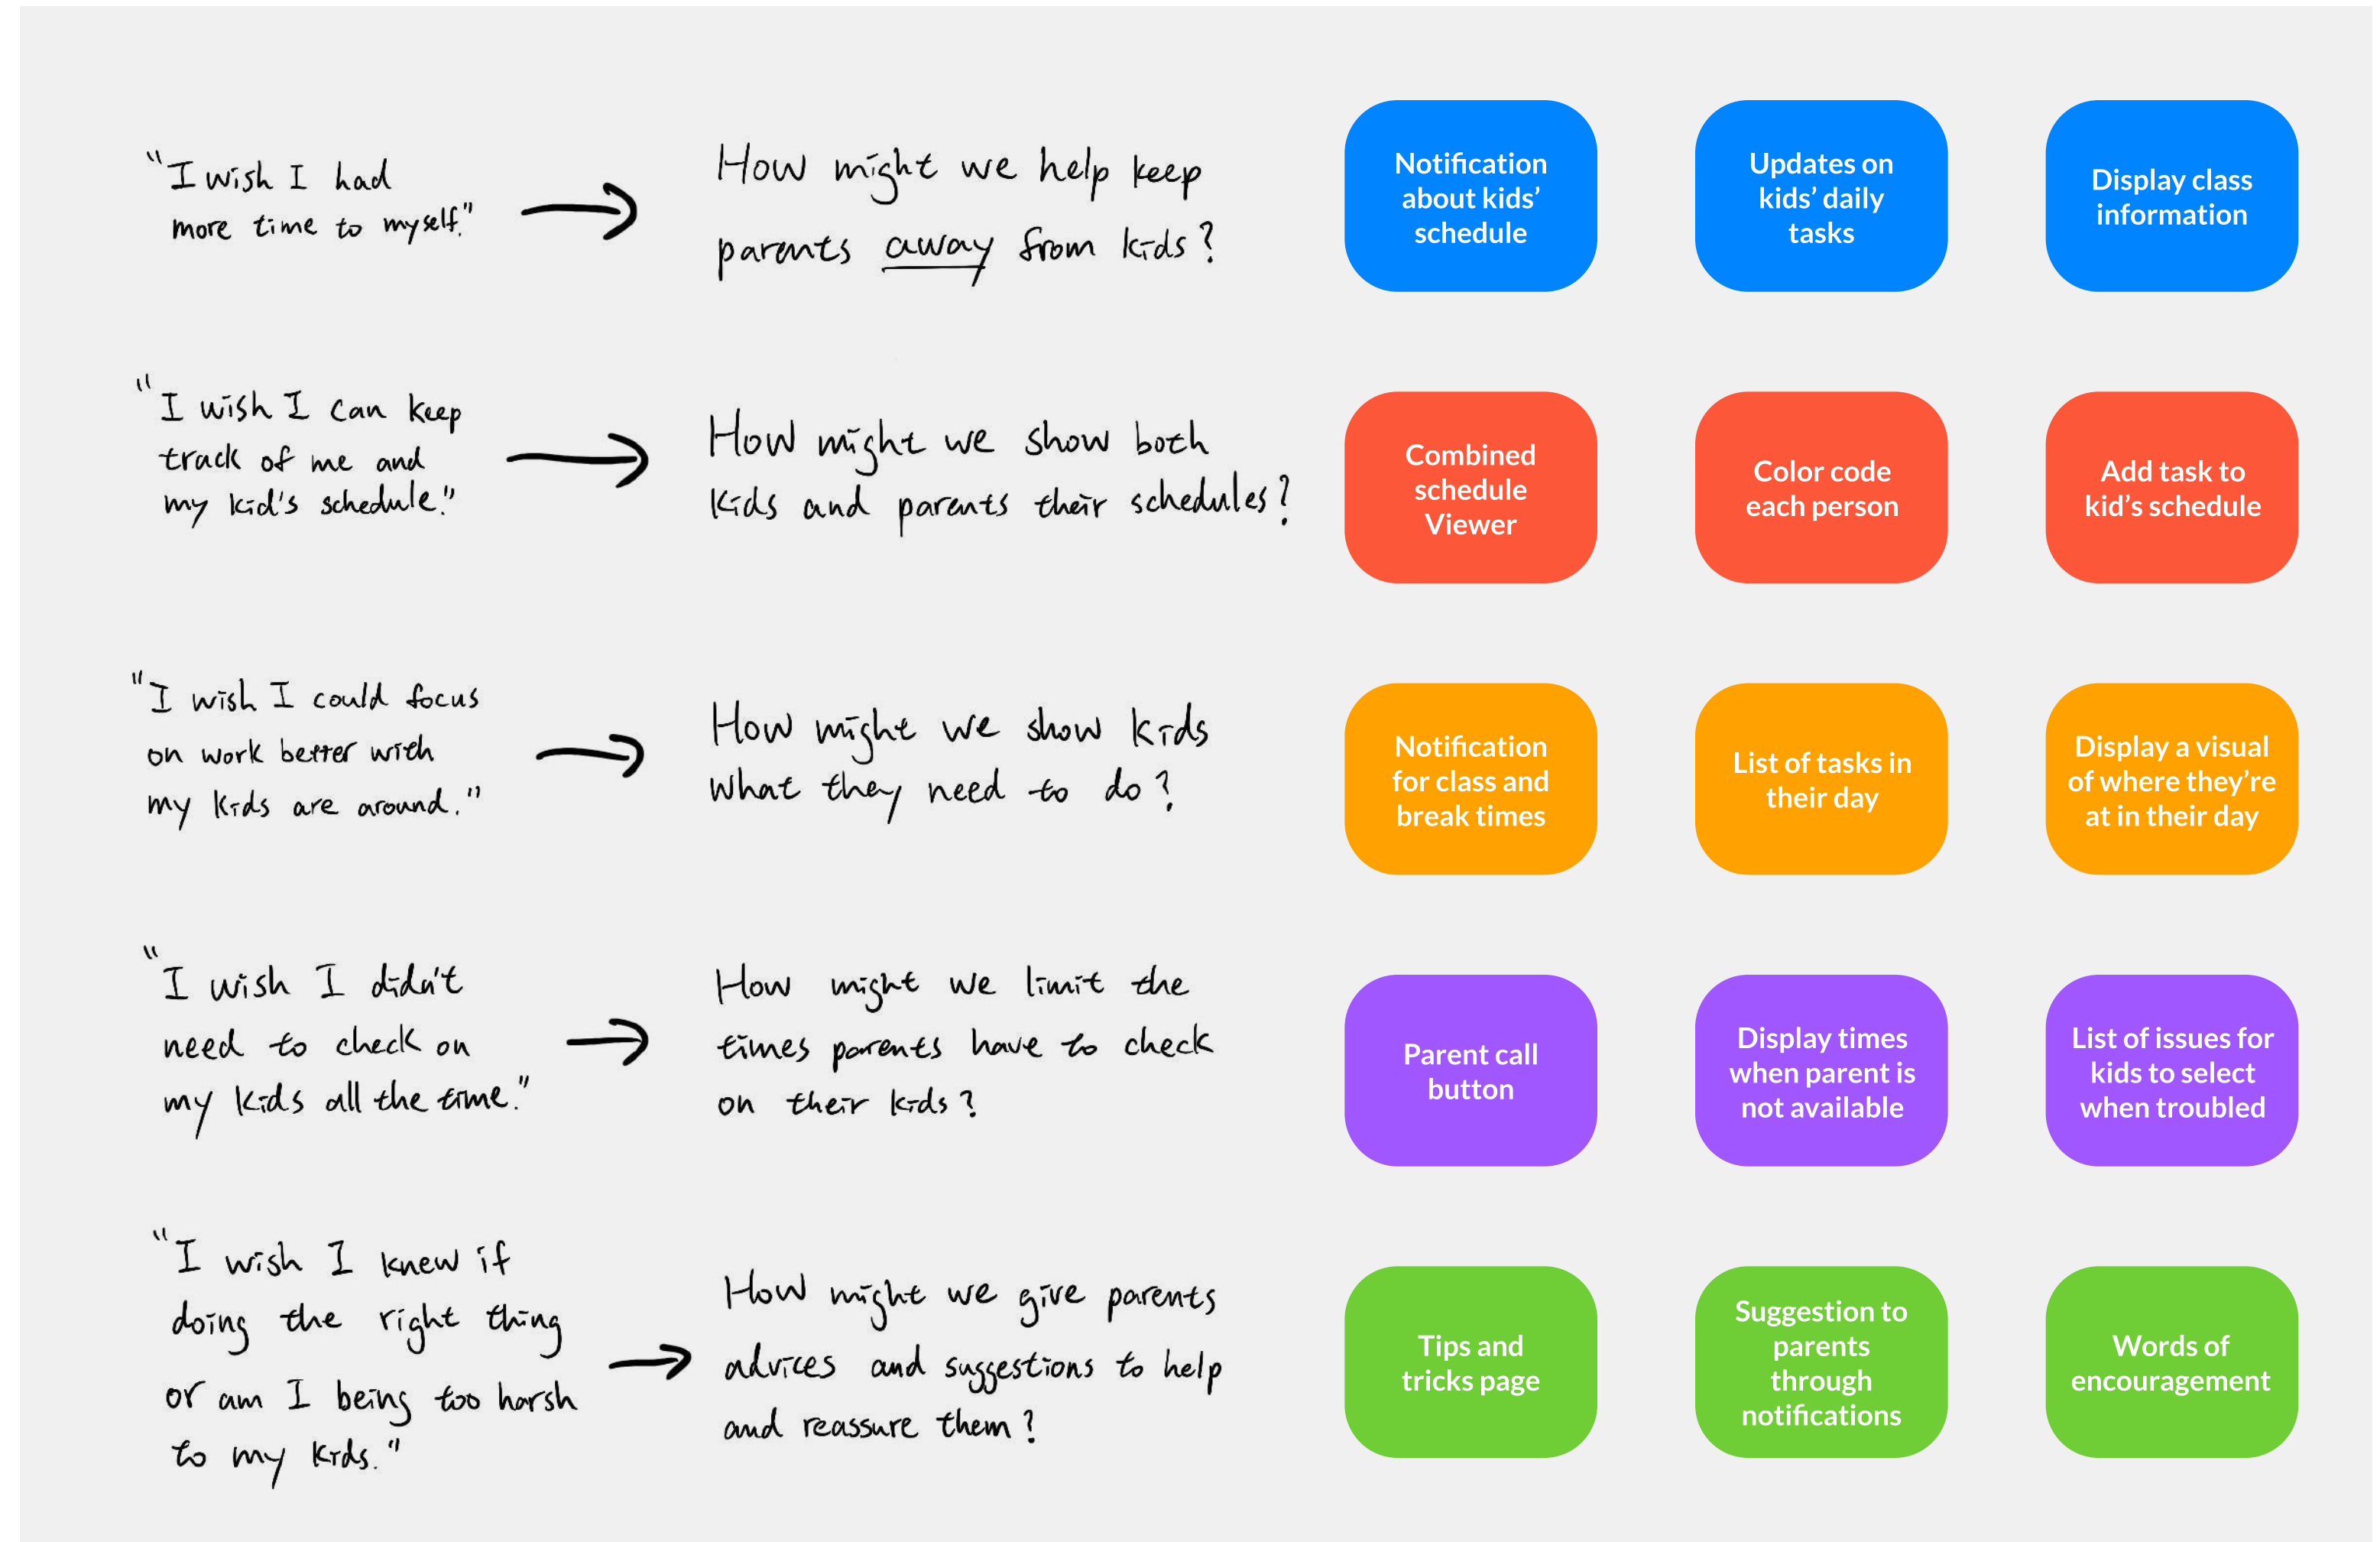 "I wish I had
more time to myself."
How might we help keep
parents away from kids?
Notification
about kids'
schedule
Updates on
kids' daily
tasks
Display class
information
"I wish I can keep
track of me and
my kid's schedule."
How might we show both
kids and parents their schedules?
Combined
schedule
Viewer
Color code
each person
Add task to
kid's schedule
"I wish I could focus
on work better with
my kids are around."
How might we show kids
what they need to do?
Notification
for class and
break times
List of tasks in
their day
Display a visual
of where they're
at in their day
"I wish I didn't
need to check on
my kids all the time."
How might we limit the
times parents have to check
on their kids?
Parent call
button
Display times
when parent is
not available
List of issues for
kids to select
when troubled
"I wish I knew if
doing the right thing
or am I being too harsh
to my kids."
How might we give parents
advices and suggestions to help
and reassure them?
Tips and
tricks page
Suggestion to
parents
through
notifications
Words of
encouragement